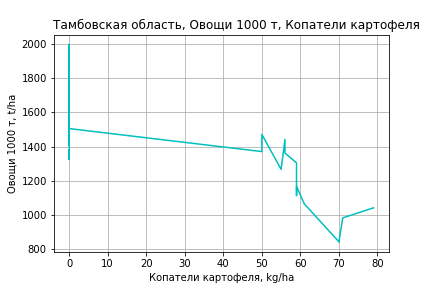 Тамбовская область, Овощи 1000 т, Копатели картофеля
2000
1800
1600
1400
1200
1000
800
Овощи 1000 т, t/ha
0 10 20 30 40 50 60 70 80
Копатели картофеля, kg/ha